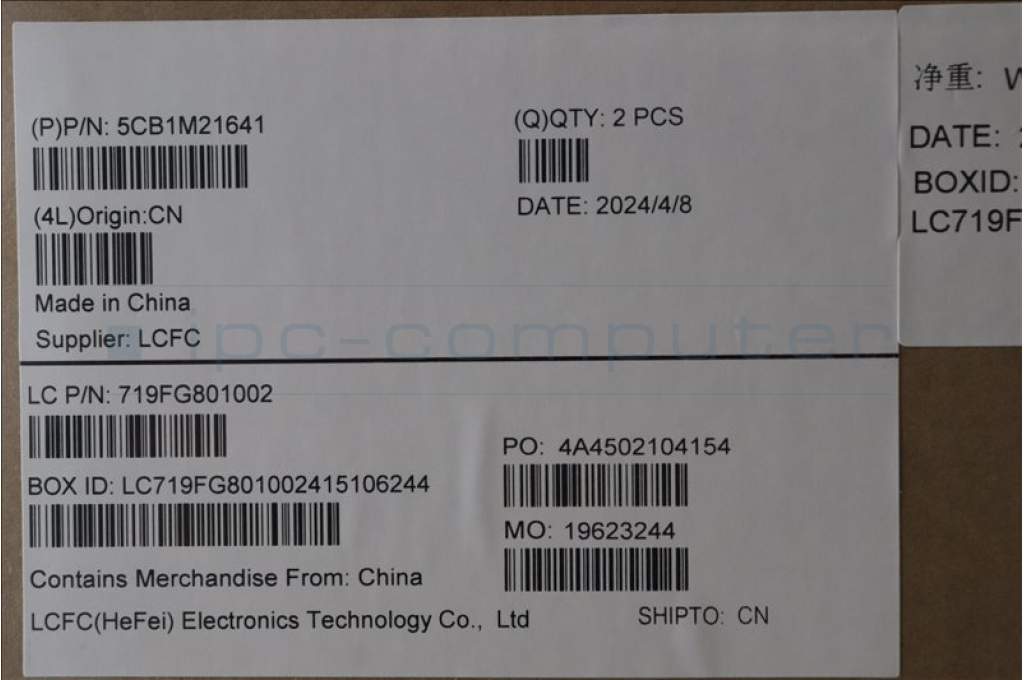 (P)P/N: 5CB1M21641
(Q)QTY: 2 PCS
(4L)Origin:CN
DATE: 2024/4/8
Made in China
Supplier: LCFC
ipc-computer
LC P/N: 719FG801002
PO: 4A4502104154
BOX ID: LC719FG801002415106244
MO: 19623244
Contains Merchandise From: China
LCFC(HeFei) Electronics Technology Co., Ltd
SHIPTO: CN
净重:
DATE:
BOXID:
LC719F